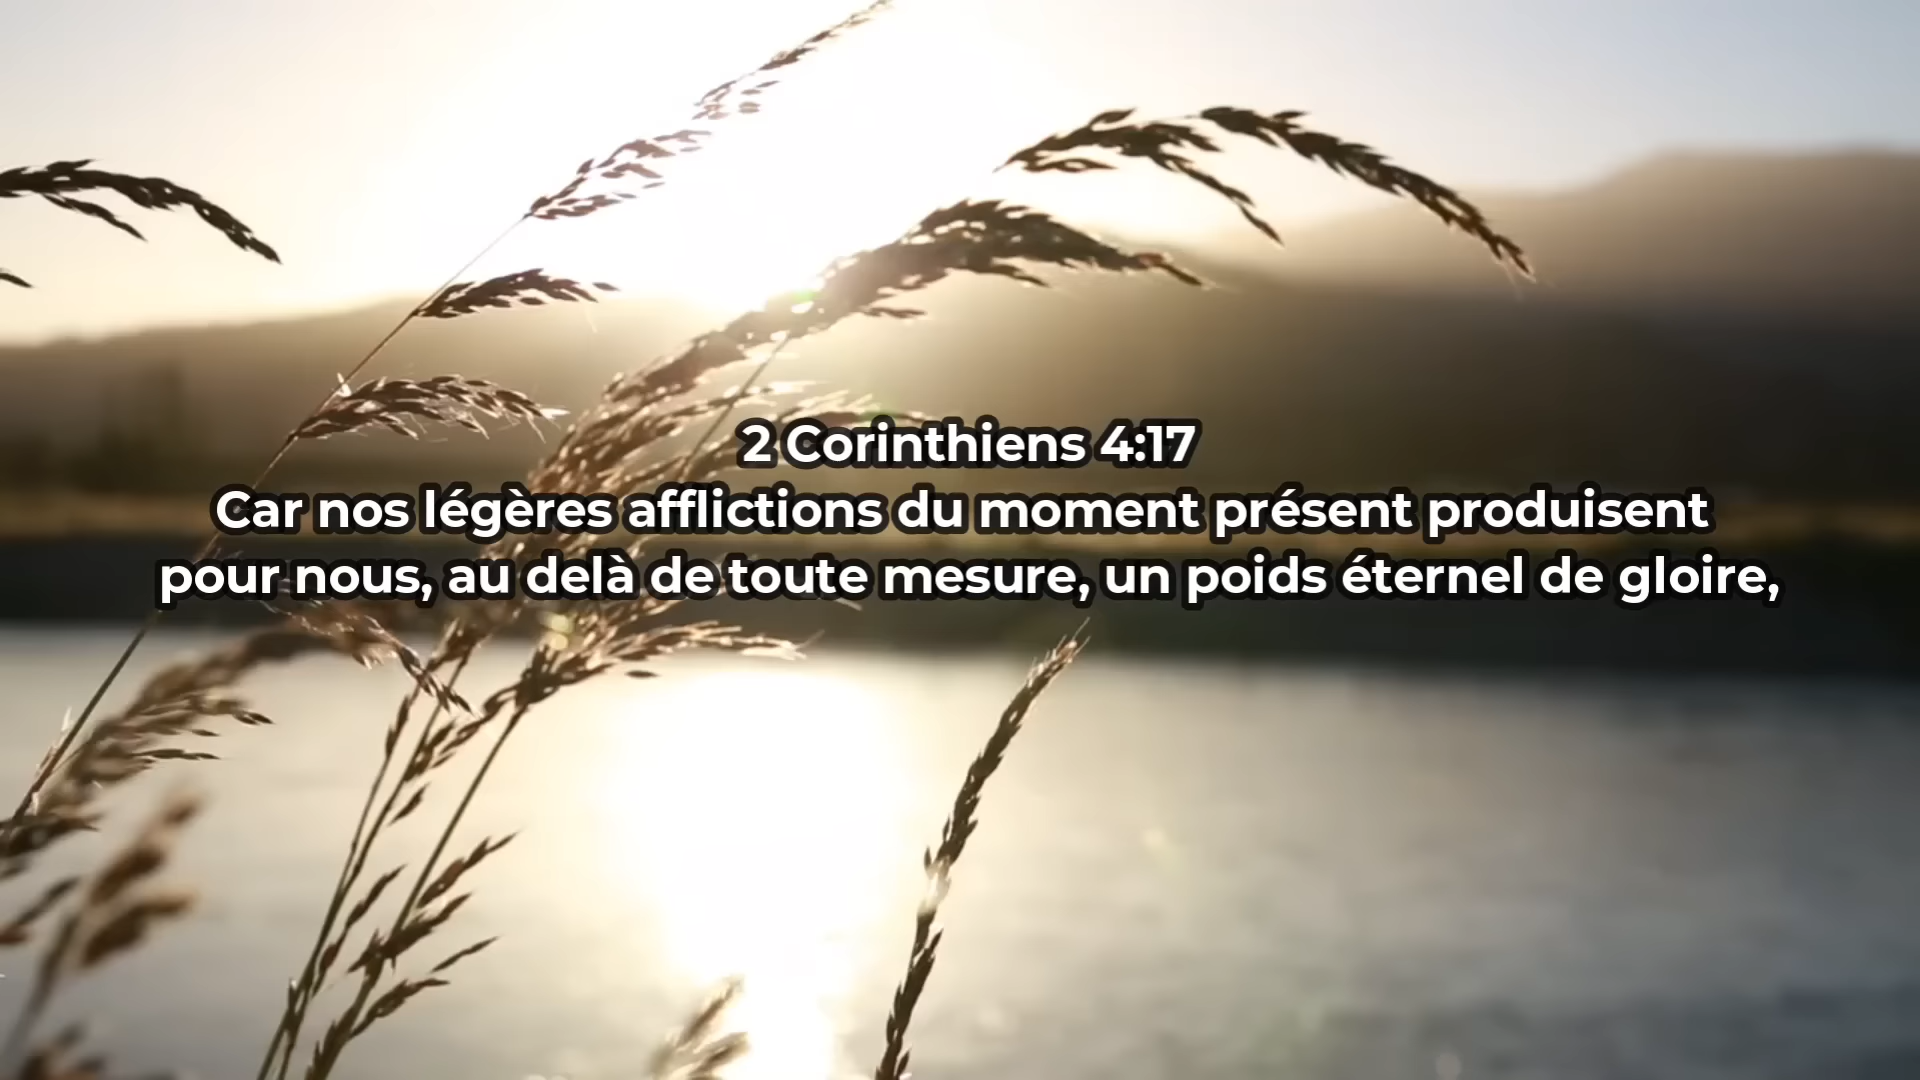 2 Corinthiens 4:17
Car nos légères afflictions du moment présent produisent
pour nous, au delà de toute mesure, un poids éternel de gloire,